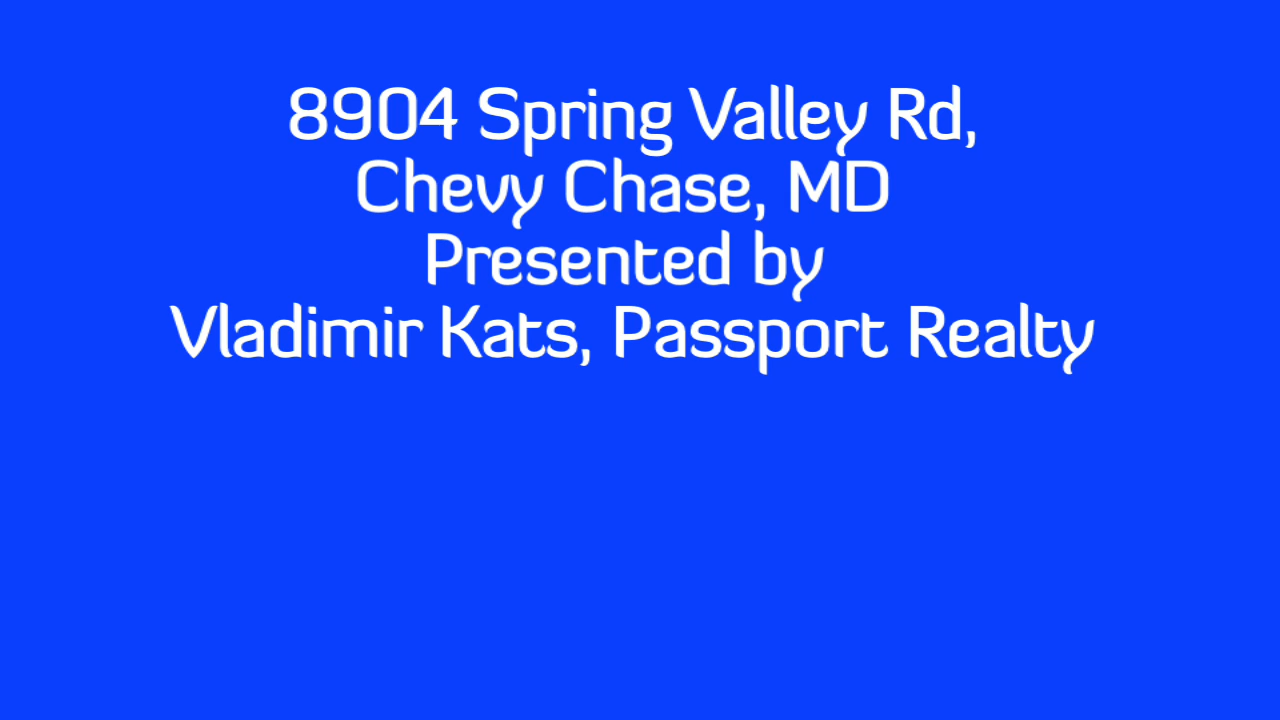 8904 Spring Valley Rd,
Chevy Chase, MD
Presented by
Vladimir Kats, Passport Realty